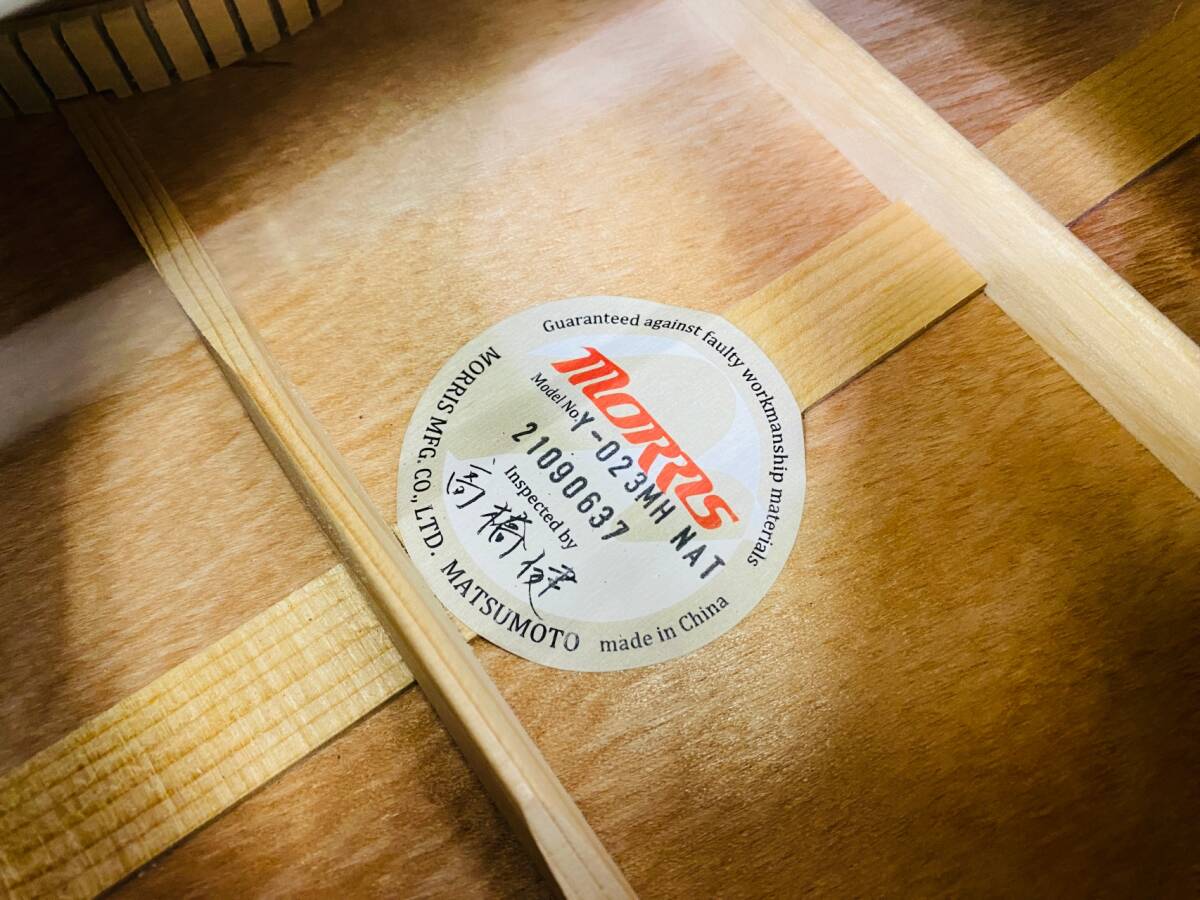 Guaranteed against faulty workmanship materials
MORRIS
Model No. Y-023MH NAT
21090637
Inspected by
高橋健
MORRIS MFG. CO., LTD. MATSUMOTO
made in China